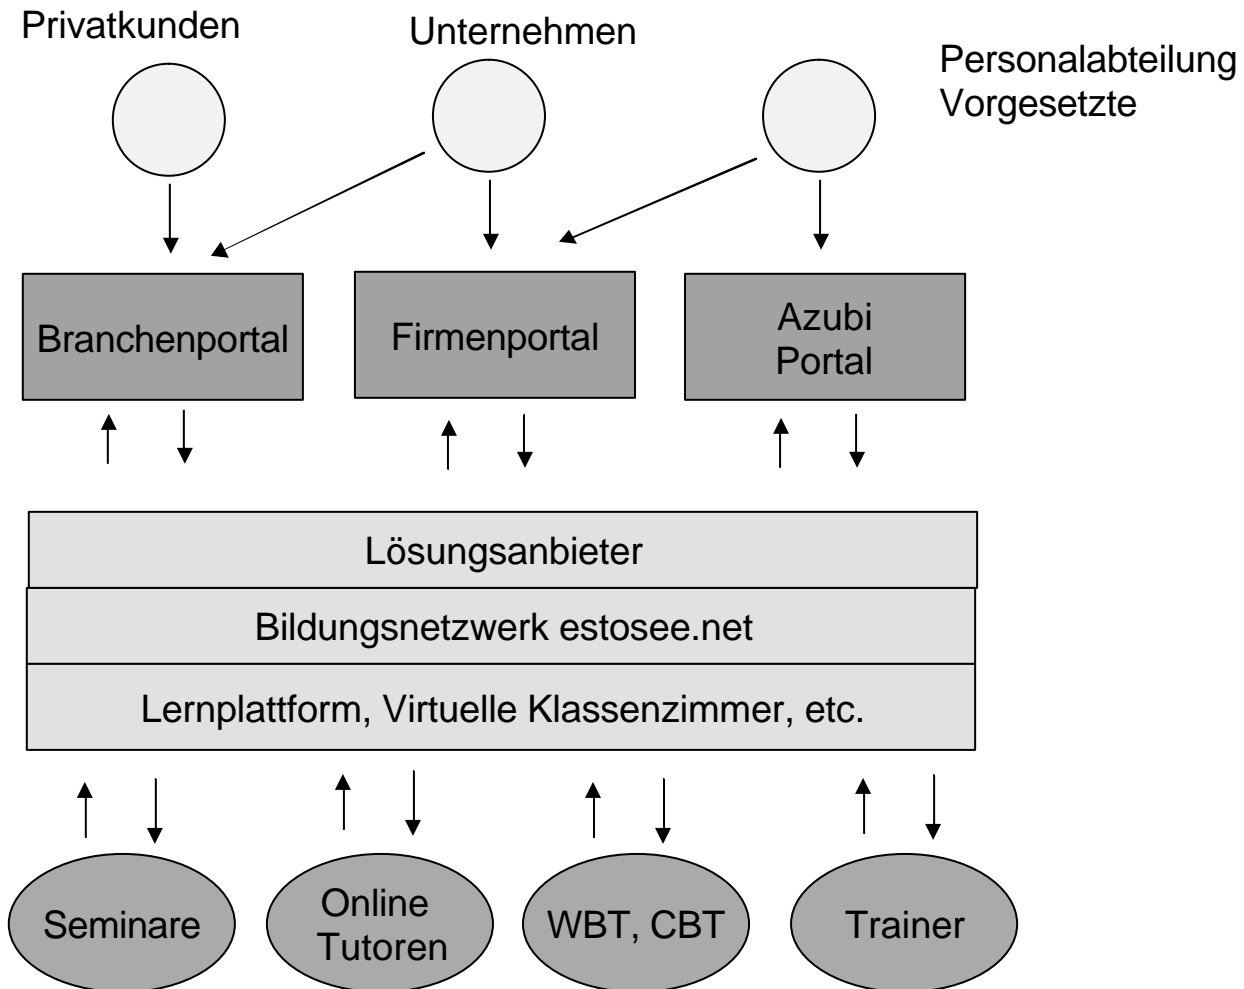 Privatkunden
Unternehmen
Personalabteilung
Vorgesetzte
Branchenportal
Firmenportal
Azubi
Portal
Lösungsanbieter
Bildungsnetzwerk estosee.net
Lernplattform, Virtuelle Klassenzimmer, etc.
Seminare
Online
Tutoren
WBT, CBT
Trainer